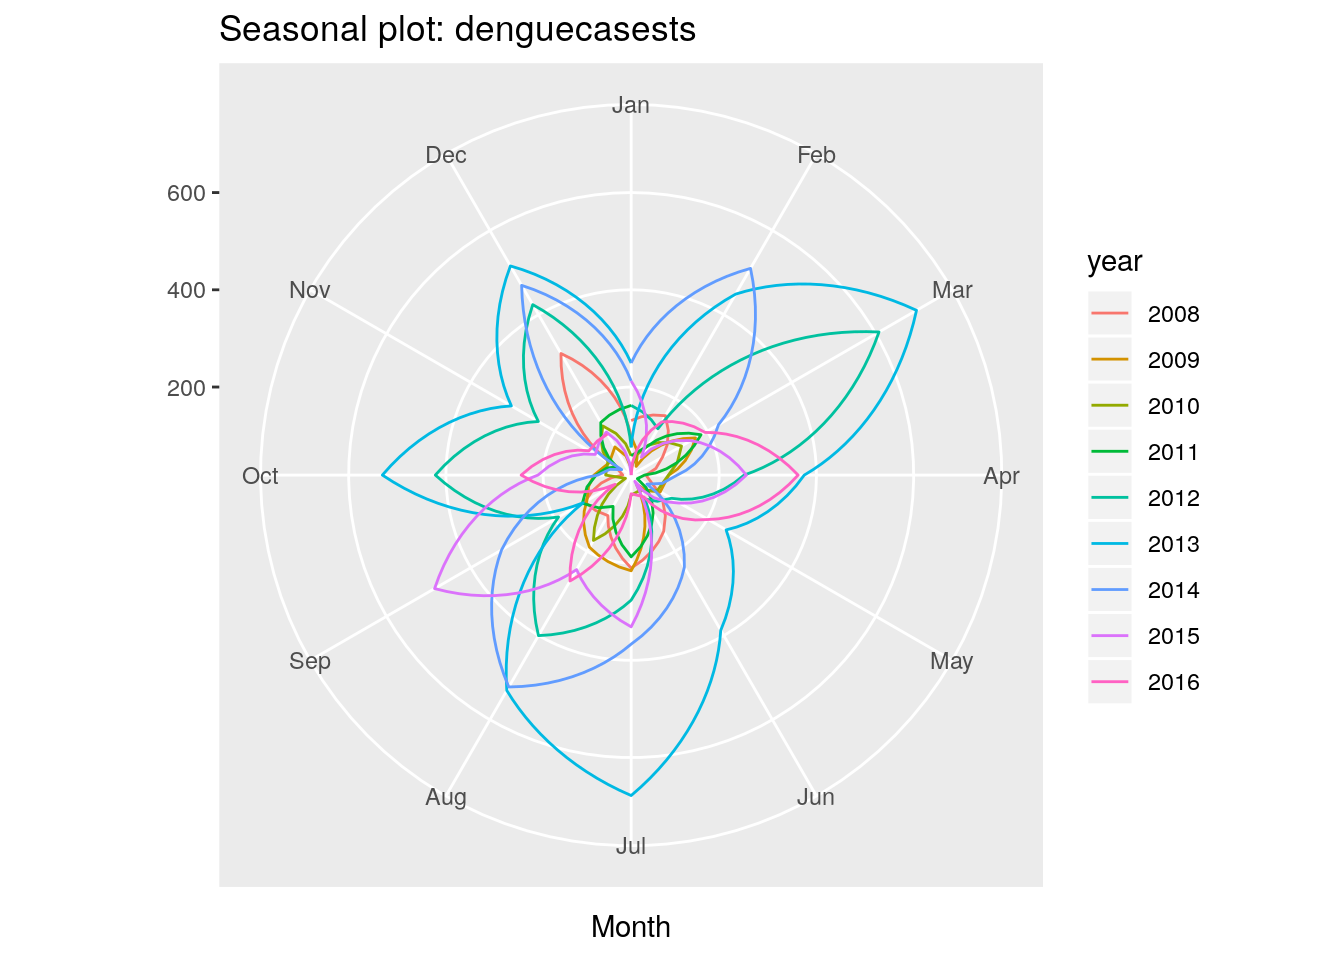 Seasonal plot: denguecasests
Jan
Feb
Mar
Apr
May
Jun
Jul
Aug
Sep
Oct
Nov
Dec
600
400
200
Month
year
2008
2009
2010
2011
2012
2013
2014
2015
2016